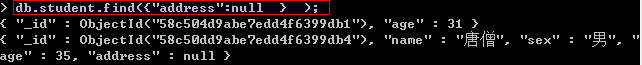 > db.student.find({"address":null  }  );
{ "_id" : ObjectId("58c504d9abe7edd4f6399db1"), "age" : 31 }
{ "_id" : ObjectId("58c50dd9abe7edd4f6399db4"), "name" : "唐僧", "sex" : "男", "a
ge" : 35, "address" : null }